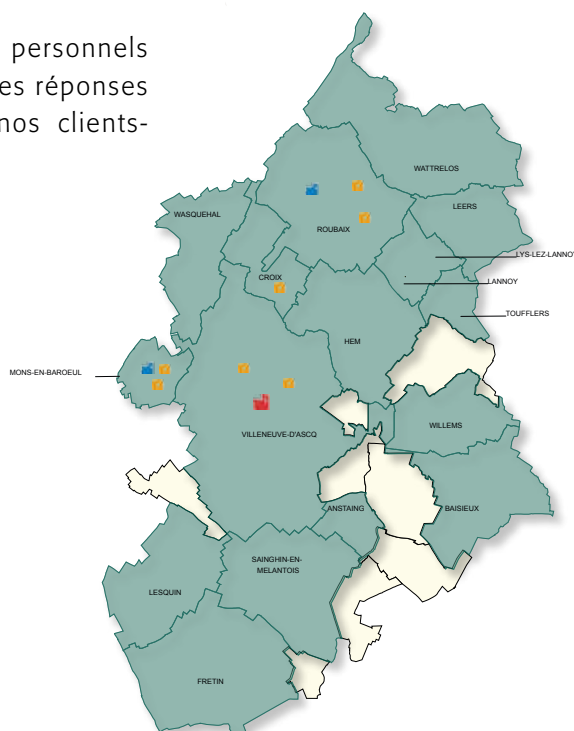 personnels
es réponses
nos clients-
WATTRELOS
LEERS
WASQUEHAL
ROUBAIX
LYS-LEZ-LANNOY
CROIX
LANNOY
TOUFFLERS
HEM
MONS-EN-BAROEUL
WILLEMS
VILLENEUVE-D'ASCQ
ANSTAING
BAISIEUX
SAINGHIN-EN-
MELANTOIS
LESQUIN
FRETIN